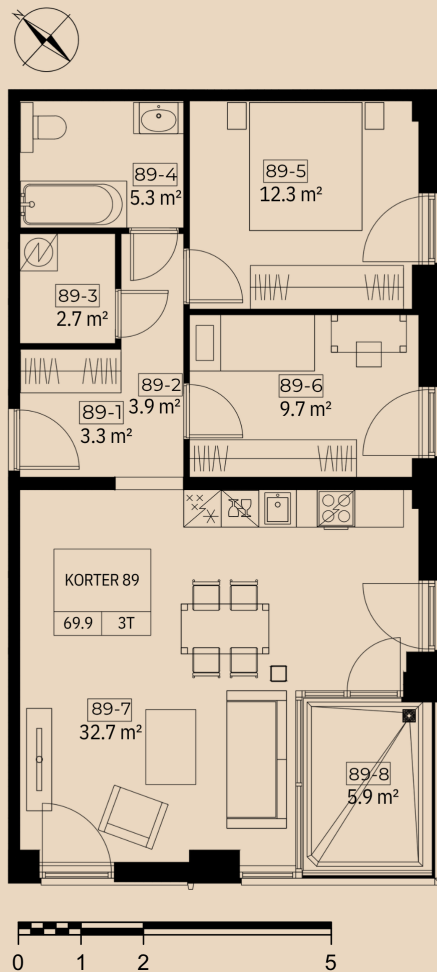 N
89-4
5.3 m²
89-5
12.3 m²
89-3
2.7 m²
89-2
3.9 m²
89-1
3.3 m²
89-6
9.7 m²
KORTER 89
69.9 3T
89-7
32.7 m²
89-8
5.9 m²
0 1 2 5